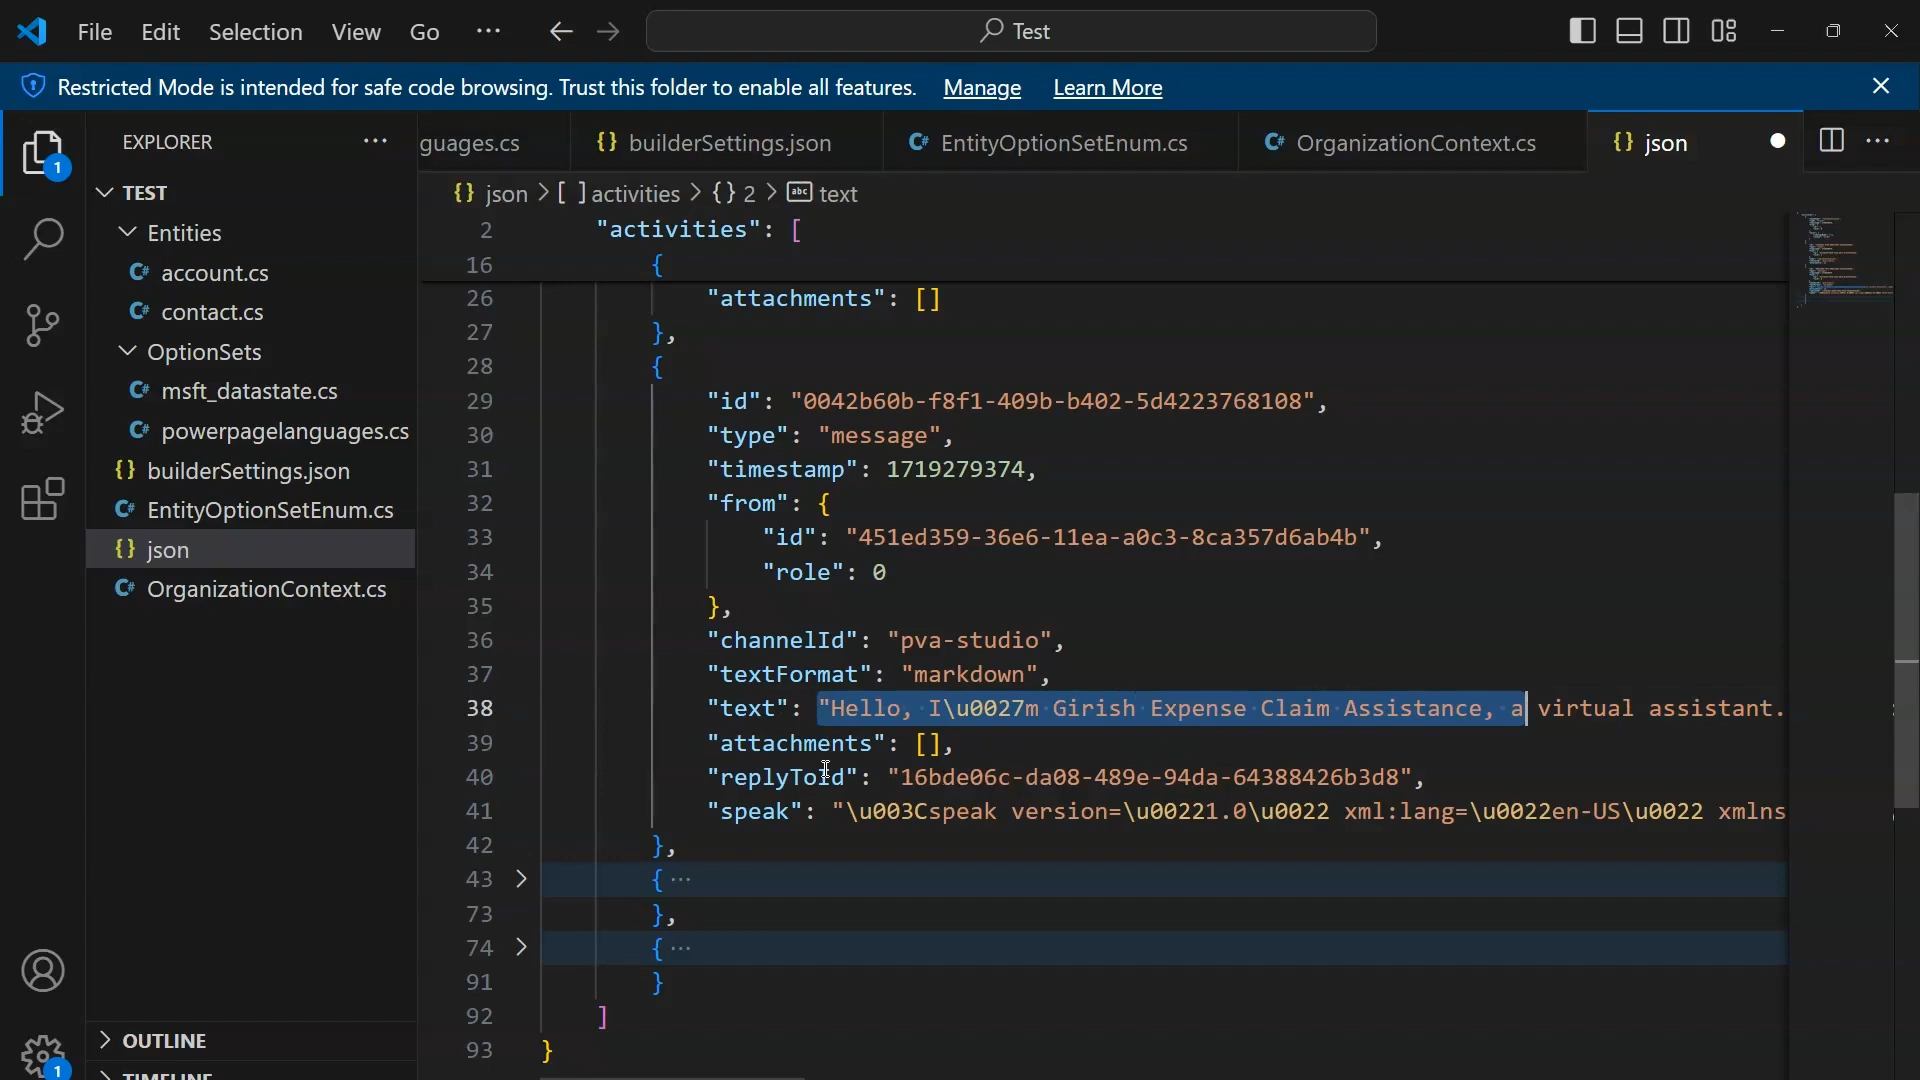 File Edit Selection View Go ··· Test
Restricted Mode is intended for safe code browsing. Trust this folder to enable all features. Manage Learn More
EXPLORER ···
guages.cs {} builderSettings.json C# EntityOptionSetEnum.cs C# OrganizationContext.cs {} json ···
1
TEST
{} json > [ ] activities > {} 2 > abc text
Entities
C# account.cs
C# contact.cs
OptionSets
C# msft_datastate.cs
C# powerpagelanguages.cs
{} builderSettings.json
C# EntityOptionSetEnum.cs
{} json
C# OrganizationContext.cs
OUTLINE
TIMELINE
1
2 "activities": [
16 {
26 "attachments": []
27 },
28 {
29 "id": "0042b60b-f8f1-409b-b402-5d4223768108",
30 "type": "message",
31 "timestamp": 1719279374,
32 "from": {
33 "id": "451ed359-36e6-11ea-a0c3-8ca357d6ab4b",
34 "role": 0
35 },
36 "channelId": "pva-studio",
37 "textFormat": "markdown",
38 "text": "Hello, I\u0027m Girish Expense Claim Assistance, a virtual assistant.
39 "attachments": [],
40 "replyToId": "16bde06c-da08-489e-94da-64388426b3d8",
41 "speak": "\u003Cspeak version=\u00221.0\u0022 xml:lang=\u0022en-US\u0022 xmlns
42 },
43 { ···
73 },
74 { ···
91 }
92 ]
93 }